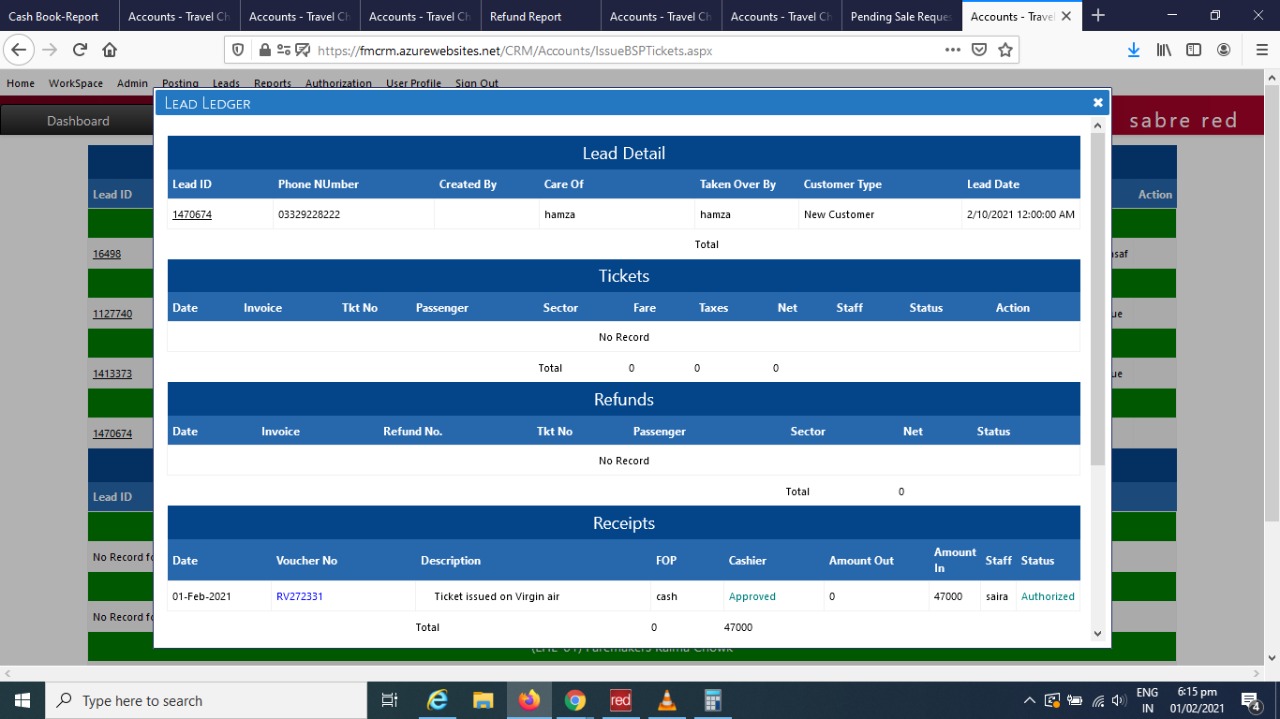 Cash Book-Report Accounts - Travel Ch Accounts - Travel Ch Accounts - Travel Ch Refund Report Accounts - Travel Ch Accounts - Travel Ch Pending Sale Reques Accounts - Trave
https://fmcrm.azurewebsites.net/CRM/Accounts/IssueBSPTickets.aspx
Home WorkSpace Admin Posting Leads Reports Authorization User Profile Sign Out
LEAD LEDGER
Dashboard sabre red
Lead Detail
Lead ID Phone NUmber Created By Care Of Taken Over By Customer Type Lead Date
Lead ID Action
1470674 03329228222 hamza hamza New Customer 2/10/2021 12:00:00 AM
Total
16498 saf
Tickets
Date Invoice Tkt No Passenger Sector Fare Taxes Net Staff Status Action
1127740 ue
No Record
Total 0 0 0
1413373 ue
Refunds
Date Invoice Refund No. Tkt No Passenger Sector Net Status
1470674
No Record
Total 0
Lead ID
Receipts
Date Voucher No Description FOP Cashier Amount Out Amount In Staff Status
No Record fo
01-Feb-2021 RV272331 Ticket issued on Virgin air cash Approved 0 47000 saira Authorized
No Record fo
Total 0 47000
Type here to search
red
ENG
IN
6:15 pm
01/02/2021
4